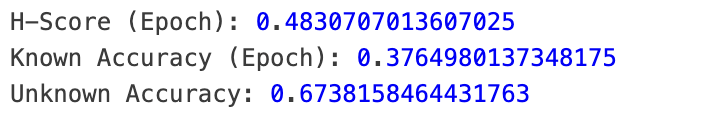 H-Score (Epoch): 0.4830707013607025
Known Accuracy (Epoch): 0.3764980137348175
Unknown Accuracy: 0.6738158464431763